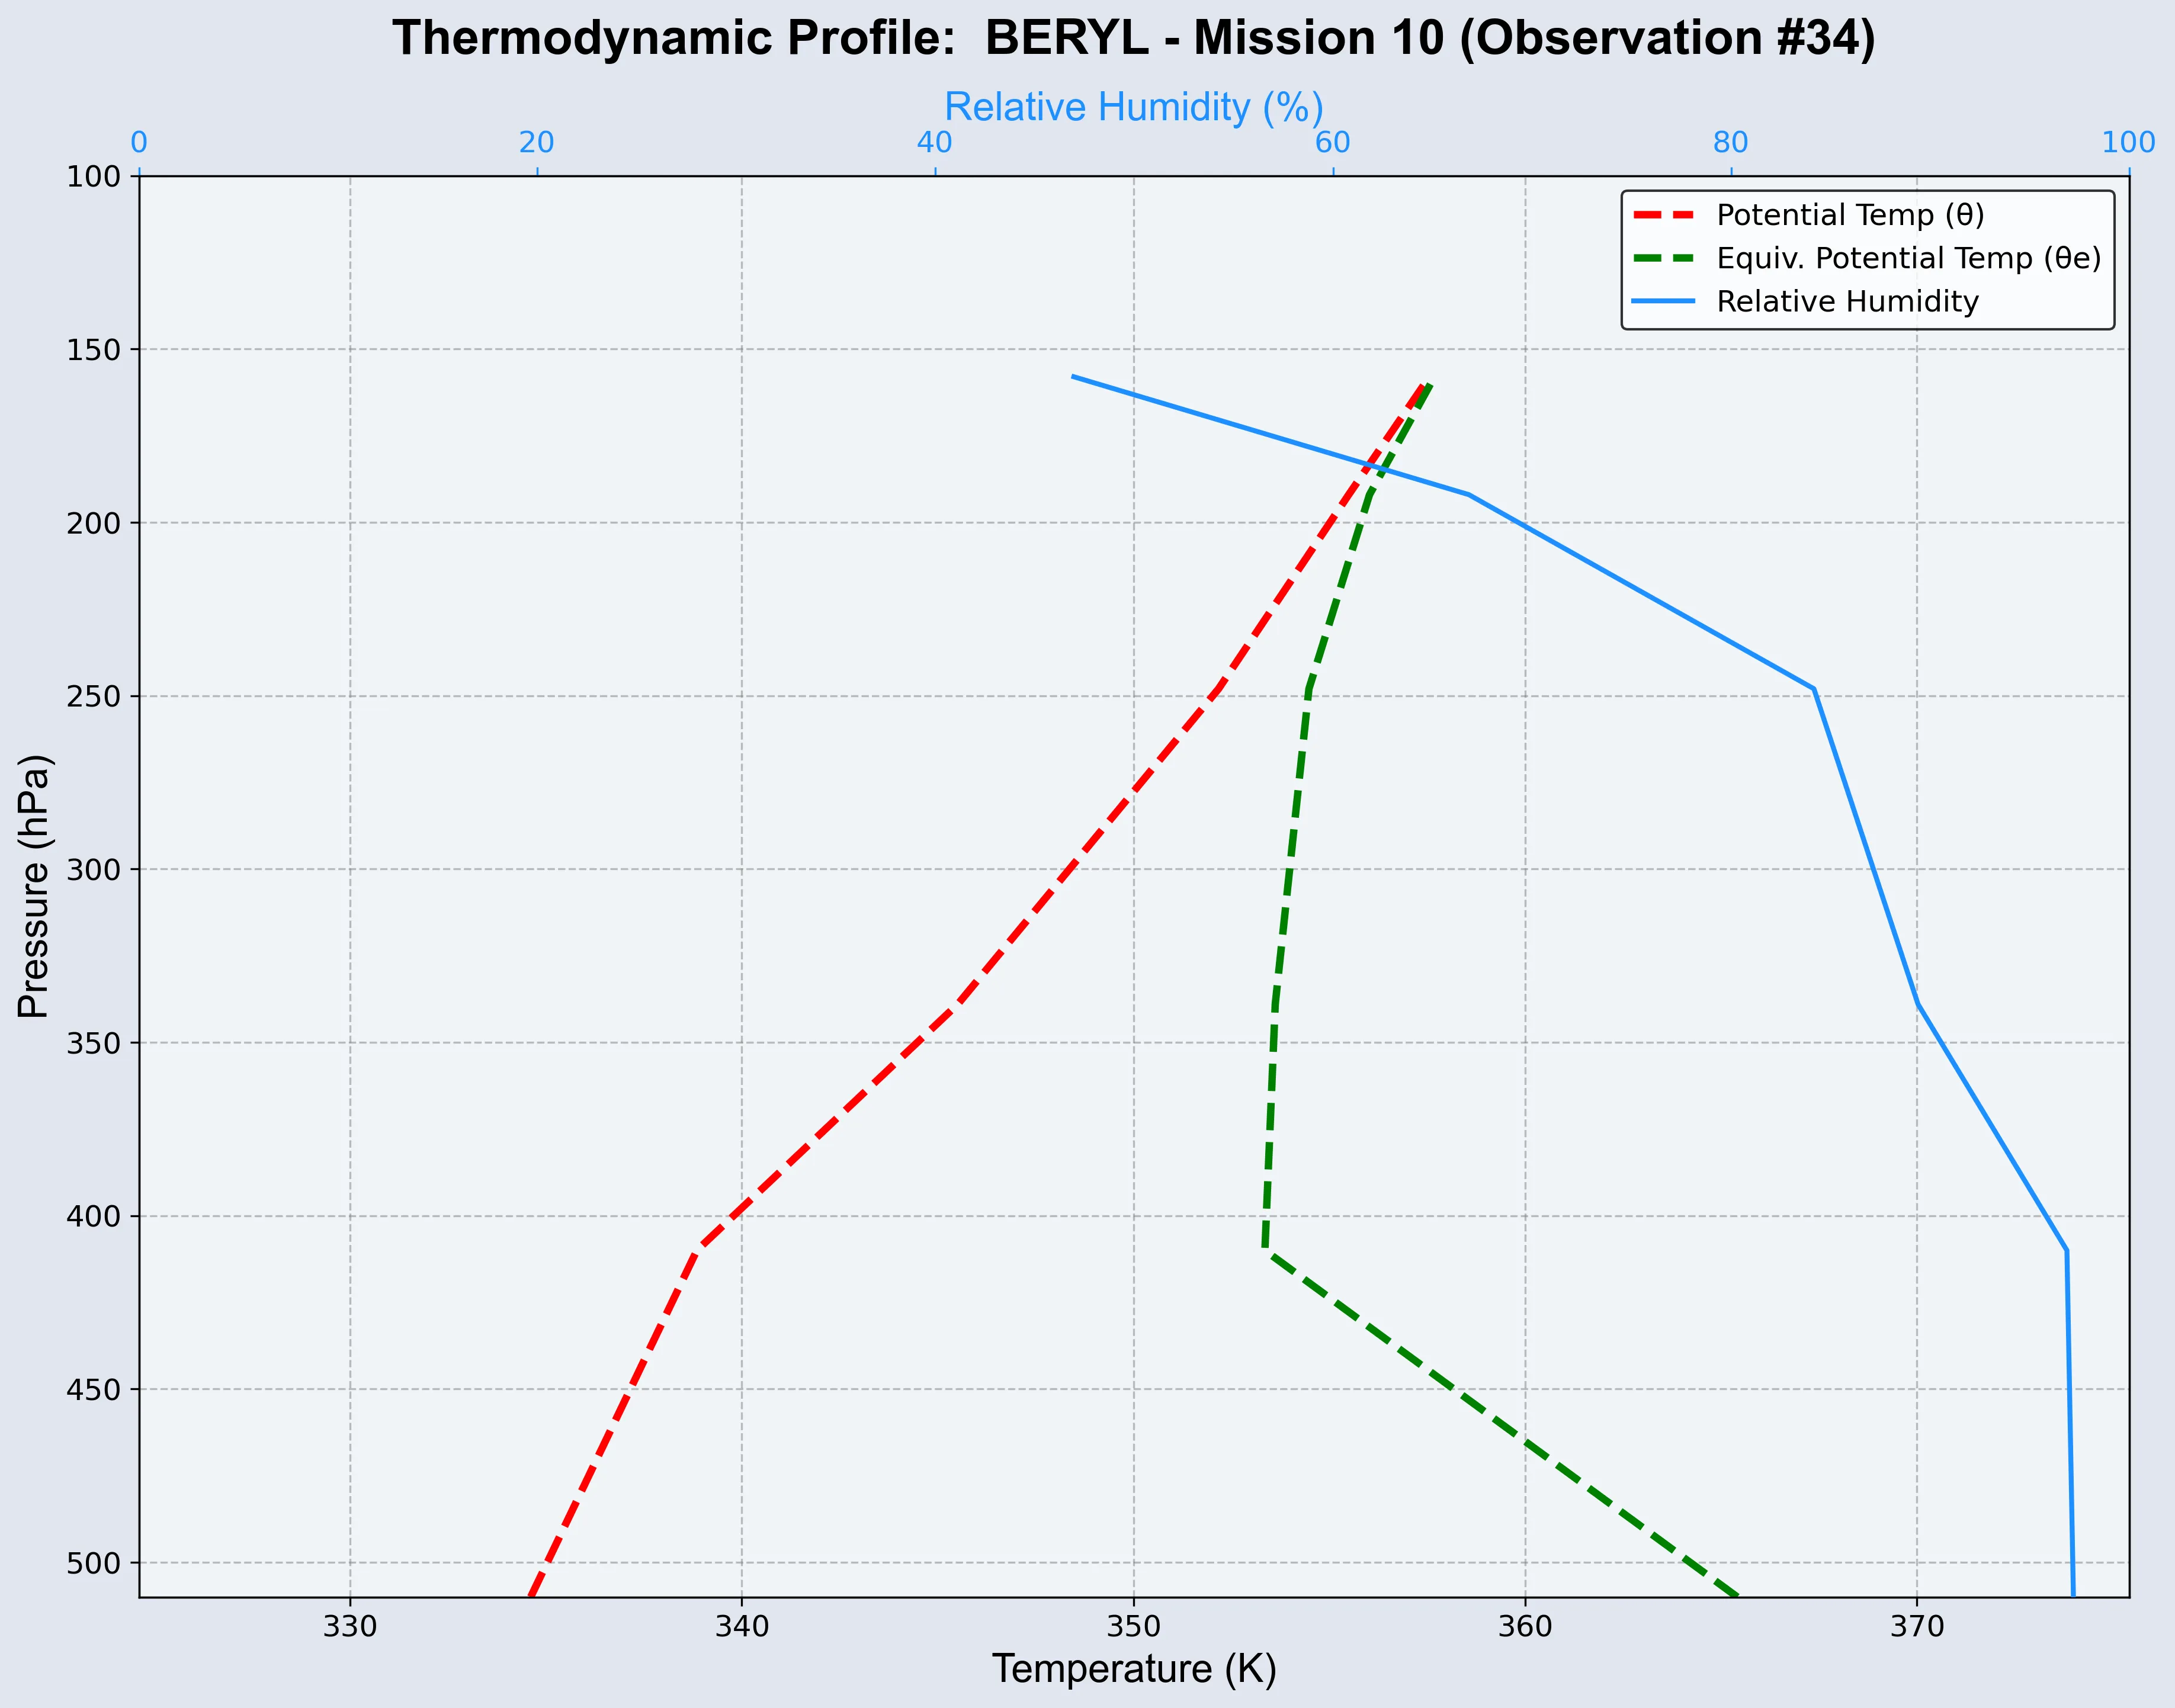 Thermodynamic Profile:  BERYL - Mission 10 (Observation #34)
Relative Humidity (%)
0 20 40 60 80 100
Potential Temp (θ)
Equiv. Potential Temp (θe)
Relative Humidity
Pressure (hPa)
100
150
200
250
300
350
400
450
500
330 340 350 360 370
Temperature (K)